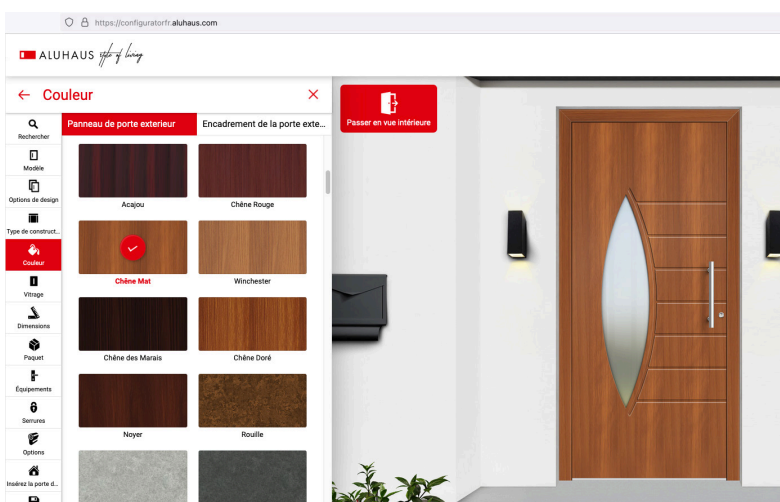 https://configuratorfr.aluhaus.com
ALUHAUS style of living
← Couleur
Panneau de porte exterieur
Encadrement de la porte exte...
Passer en vue intérieure
Rechercher
Modèle
Options de design
Type de construct...
Couleur
Vitrage
Dimensions
Paquet
Équipements
Serrures
Options
Insérez la porte d...
Acajou
Chêne Rouge
Chêne Mat
Winchester
Chêne des Marais
Chêne Doré
Noyer
Rouille